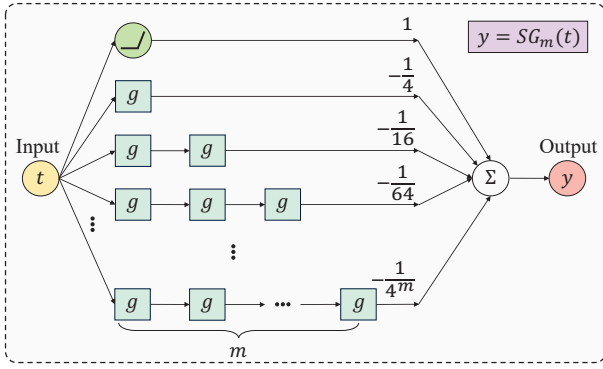 1
y = SG_m(t)
g
-1/4
Input
g g
-1/16
Output
t
Σ
y
g g g
-1/64
⋮
⋮
g g ⋯ g
-1/4^m
m